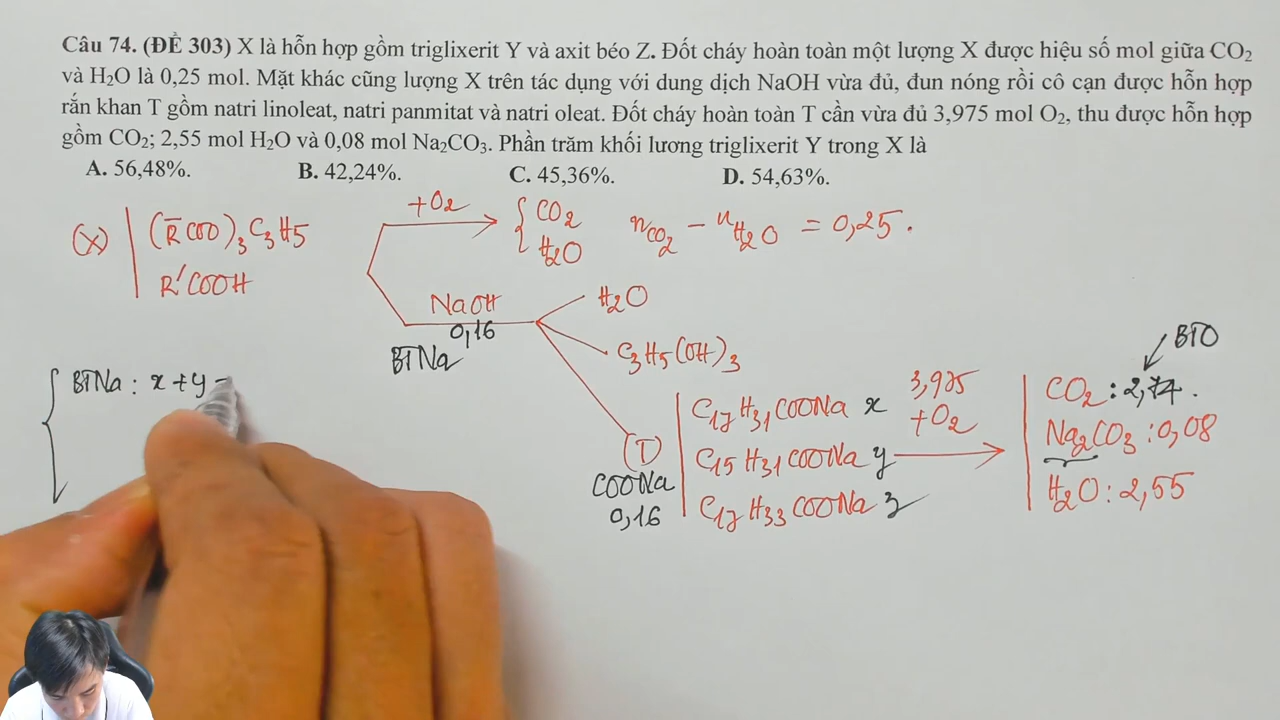 Câu 74. (ĐỀ 303) X là hỗn hợp gồm triglixerit Y và axit béo Z. Đốt cháy hoàn toàn một lượng X được hiệu số mol giữa CO₂
và H₂O là 0,25 mol. Mặt khác cũng lượng X trên tác dụng với dung dịch NaOH vừa đủ, đun nóng rồi cô cạn được hỗn hợp
rắn khan T gồm natri linoleat, natri panmitat và natri oleat. Đốt cháy hoàn toàn T cần vừa đủ 3,975 mol O₂, thu được hỗn hợp
gồm CO₂; 2,55 mol H₂O và 0,08 mol Na₂CO₃. Phần trăm khối lương triglixerit Y trong X là
A. 56,48%. B. 42,24%. C. 45,36%. D. 54,63%.
(X) (R̄COO)₃C₃H₅
R'COOH
+O₂
CO₂
H₂O
nCO₂ - nH₂O = 0,25.
NaOH
0,16
BTNa
H₂O
C₃H₅(OH)₃
(T)
COONa
0,16
C₁₇H₃₁COONa x
C₁₅H₃₁COONa y
C₁₇H₃₃COONa z
3,975
+O₂
BTO
CO₂ : 2,74.
Na₂CO₃ : 0,08
H₂O : 2,55
BTNa : x + y